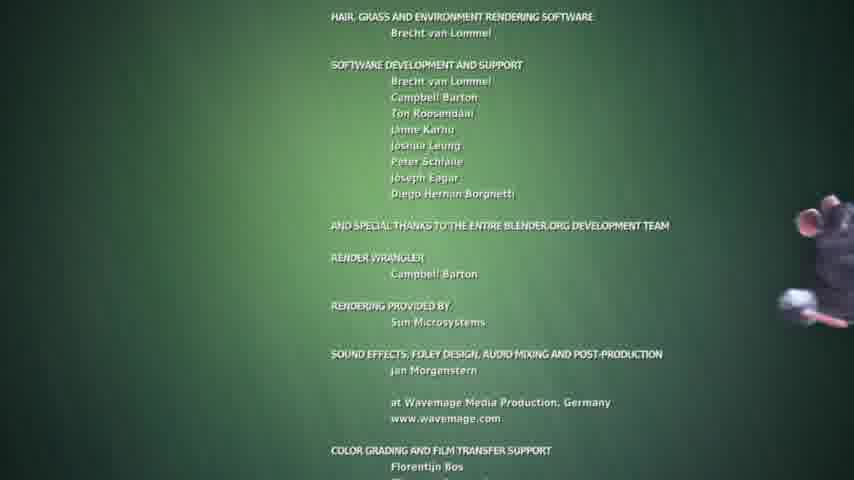 HAIR, GRASS AND ENVIRONMENT RENDERING SOFTWARE
Brecht van Lommel
SOFTWARE DEVELOPMENT AND SUPPORT
Brecht van Lommel
Campbell Barton
Ton Roosendaal
Janne Karhu
Joshua Leung
Peter Schlaile
Joseph Eagar
Diego Hernan Borghetti
AND SPECIAL THANKS TO THE ENTIRE BLENDER.ORG DEVELOPMENT TEAM
RENDER WRANGLER
Campbell Barton
RENDERING PROVIDED BY
Sun Microsystems
SOUND EFFECTS, FOLEY DESIGN, AUDIO MIXING AND POST-PRODUCTION
Jan Morgenstern
at Wavemage Media Production, Germany
www.wavemage.com
COLOR GRADING AND FILM TRANSFER SUPPORT
Florentijn Bos